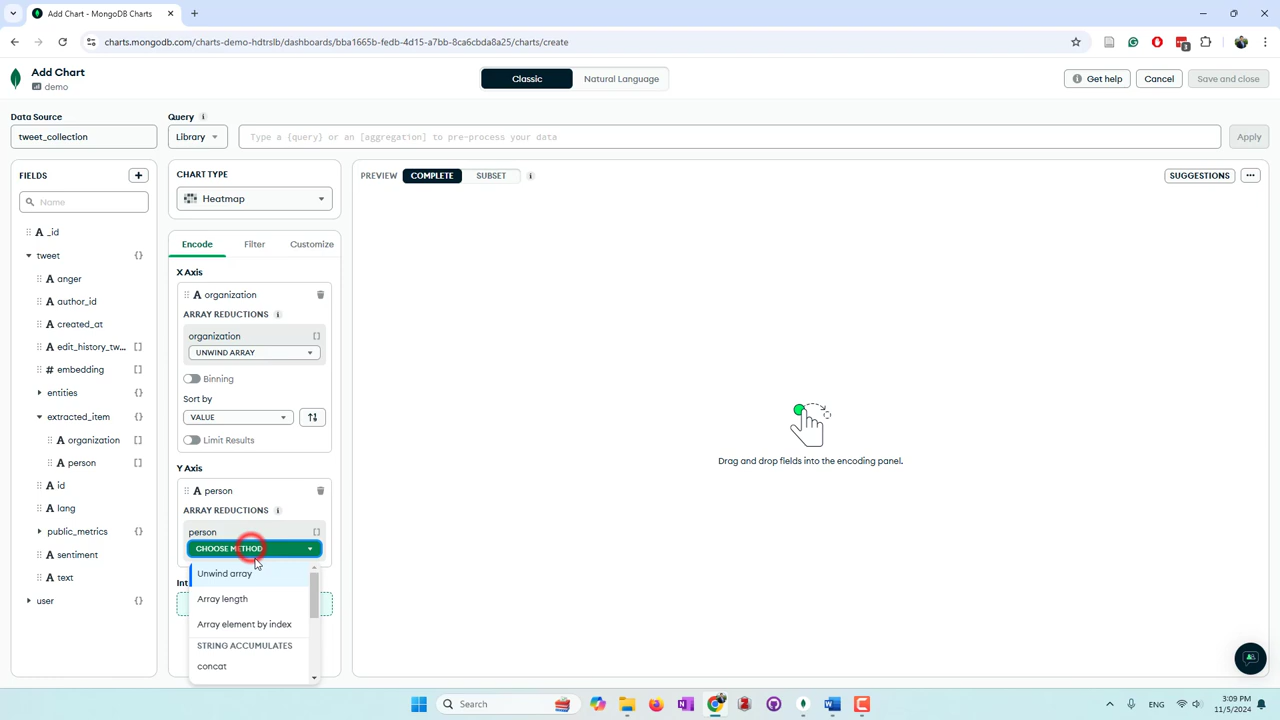 Add Chart - MongoDB Charts
charts.mongodb.com/charts-demo-hdtrslb/dashboards/bba1665b-fedb-4d15-a7bb-8ca6cbda8a25/charts/create
3
Add Chart
demo
Classic
Natural Language
Get help
Cancel
Save and close
Data Source
Query
tweet_collection
Library
Type a {query} or an [aggregation] to pre-process your data
Apply
FIELDS
Name
A _id
tweet {}
A anger
A author_id
A created_at
A edit_history_tw... []
# embedding []
entities {}
extracted_item {}
A organization []
A person []
A id
A lang
public_metrics {}
A sentiment
A text
user {}
CHART TYPE
Heatmap
Encode
Filter
Customize
X Axis
A organization
ARRAY REDUCTIONS
organization []
UNWIND ARRAY
Binning
Sort by
VALUE
Limit Results
Y Axis
A person
ARRAY REDUCTIONS
person []
CHOOSE METHOD
Int
Unwind array
Array length
Array element by index
STRING ACCUMULATES
concat
PREVIEW
COMPLETE
SUBSET
SUGGESTIONS
Drag and drop fields into the encoding panel.
Search
ENG
3:09 PM
11/5/2024